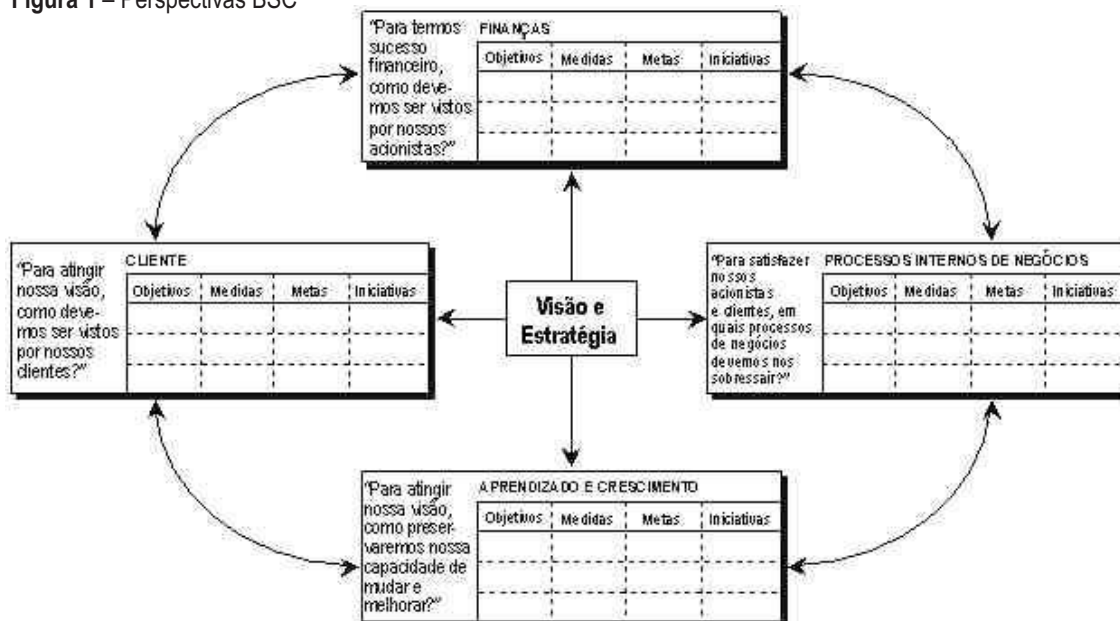 Figura 1 – Perspectivas BSC
"Para termos
sucesso
financeiro,
como deve-
mos ser vistos
por nossos
acionistas?"
FINANÇAS
Objetivos Medidas Metas Iniciativas
"Para atingir
nossa visão,
como deve-
mos ser vistos
por nossos
clientes?"
CLIENTE
Objetivos Medidas Metas Iniciativas
Visão e
Estratégia
"Para satisfazer
nossos
acionistas
e clientes, em
quais processos
de negócio
devemos nos
sobressair?"
PROCESSOS INTERNOS DE NEGÓCIOS
Objetivos Medidas Metas Iniciativas
"Para atingir
nossa visão,
como preser-
varemos nossa
capacidade de
mudar e
melhorar?"
APRENDIZADO E CRESCIMENTO
Objetivos Medidas Metas Iniciativas